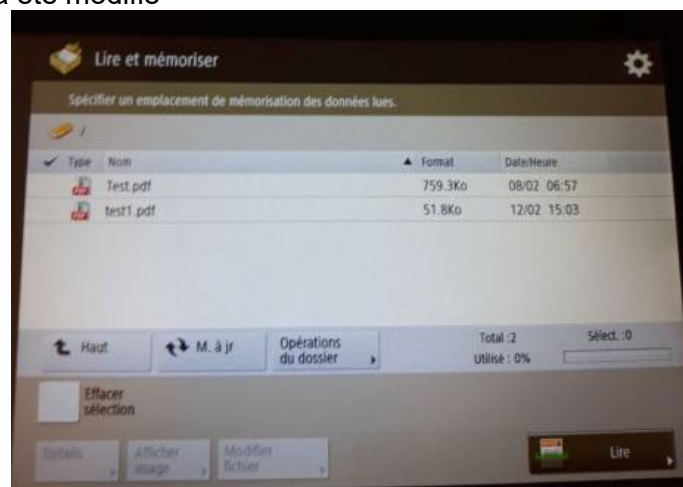 a été modifié
Lire et mémoriser
Spécifier un emplacement de mémorisation des données lues.
/
Type Nom ▲ Format Date/Heure
Test.pdf 759.3Ko 08/02 06:57
test1.pdf 51.8Ko 12/02 15:03
Haut M. à jr Opérations du dossier Total :2 Sélect. :0
Utilisé : 0%
Effacer
sélection
Détails Afficher image Modifier fichier Lire